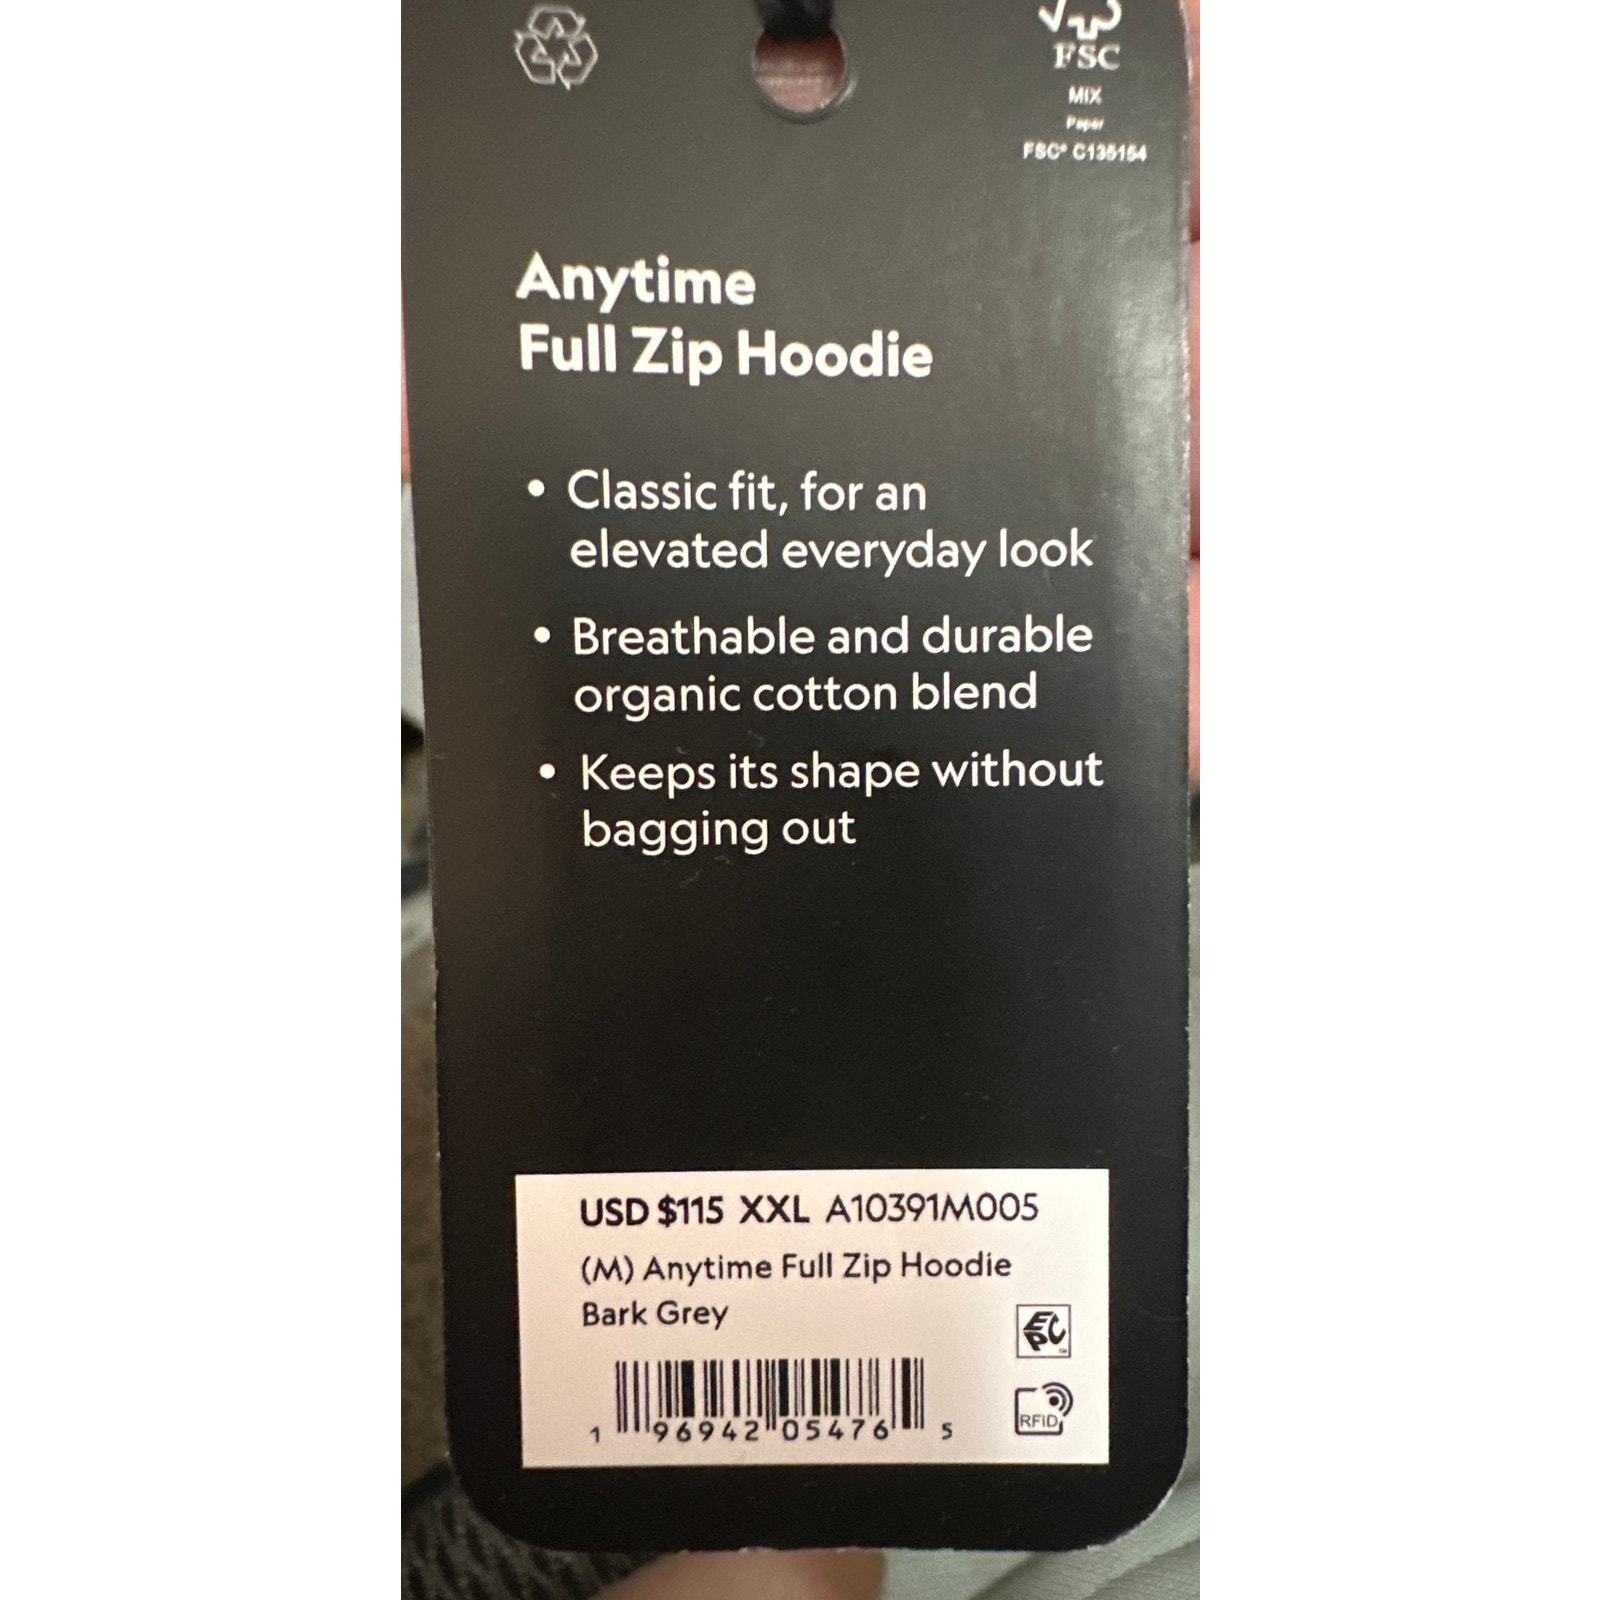 FSC
MIX
Paper
FSC® C135154
Anytime
Full Zip Hoodie
• Classic fit, for an
elevated everyday look
• Breathable and durable
organic cotton blend
• Keeps its shape without
bagging out
USD $115 XXL A10391M005
(M) Anytime Full Zip Hoodie
Bark Grey
EPC
RFID
1 96942 05476 5